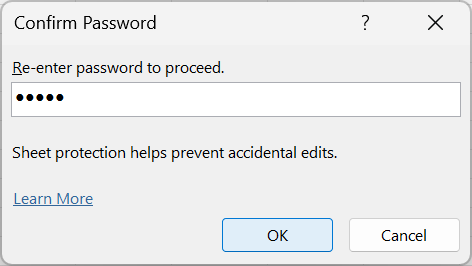 Confirm Password
?
Re-enter password to proceed.
●●●●●
Sheet protection helps prevent accidental edits.
Learn More
OK Cancel